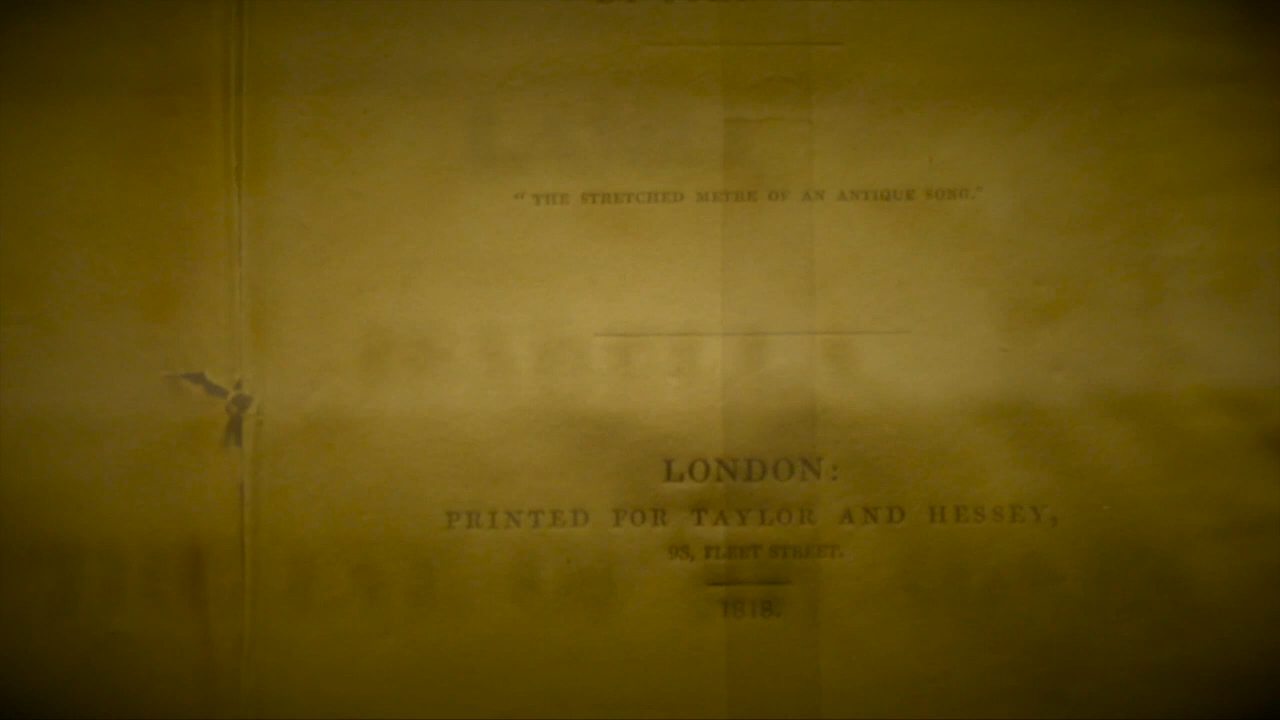 “ THE STRETCHED METRE OF AN ANTIQUE SONG.”
LONDON:
PRINTED FOR TAYLOR AND HESSEY,
93, FLEET STREET.
1818.